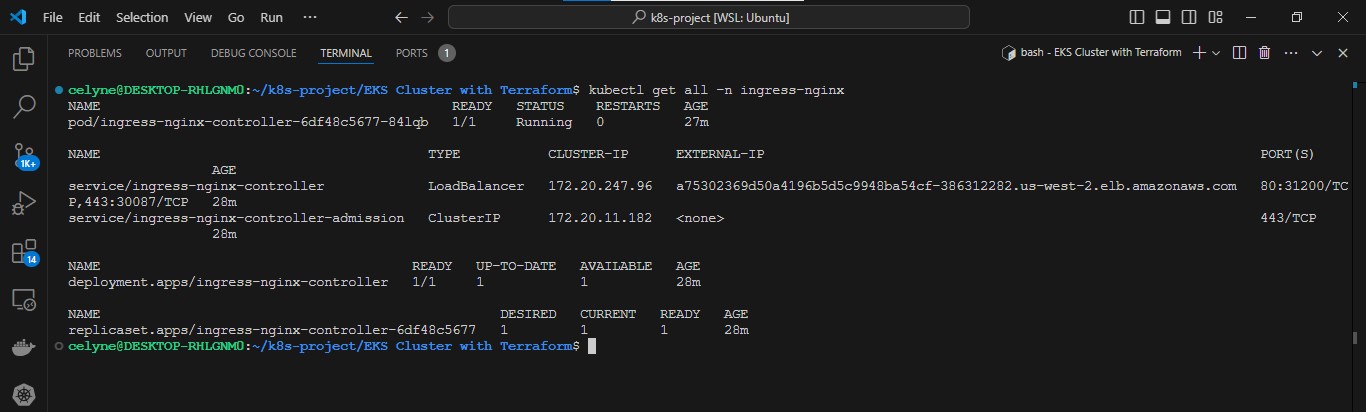 File Edit Selection View Go Run ··· k8s-project [WSL: Ubuntu]
PROBLEMS OUTPUT DEBUG CONSOLE TERMINAL PORTS 1 bash - EKS Cluster with Terraform
celyne@DESKTOP-RHLGNM0:~/k8s-project/EKS Cluster with Terraform$ kubectl get all -n ingress-nginx
NAME READY STATUS RESTARTS AGE
pod/ingress-nginx-controller-6df48c5677-84lqb 1/1 Running 0 27m
NAME TYPE CLUSTER-IP EXTERNAL-IP PORT(S)
AGE
service/ingress-nginx-controller LoadBalancer 172.20.247.96 a75302369d50a4196b5d5c9948ba54cf-386312282.us-west-2.elb.amazonaws.com 80:31200/TC
P,443:30087/TCP 28m
service/ingress-nginx-controller-admission ClusterIP 172.20.11.182 <none> 443/TCP
28m
NAME READY UP-TO-DATE AVAILABLE AGE
deployment.apps/ingress-nginx-controller 1/1 1 1 28m
NAME DESIRED CURRENT READY AGE
replicaset.apps/ingress-nginx-controller-6df48c5677 1 1 1 28m
celyne@DESKTOP-RHLGNM0:~/k8s-project/EKS Cluster with Terraform$
1K+
14